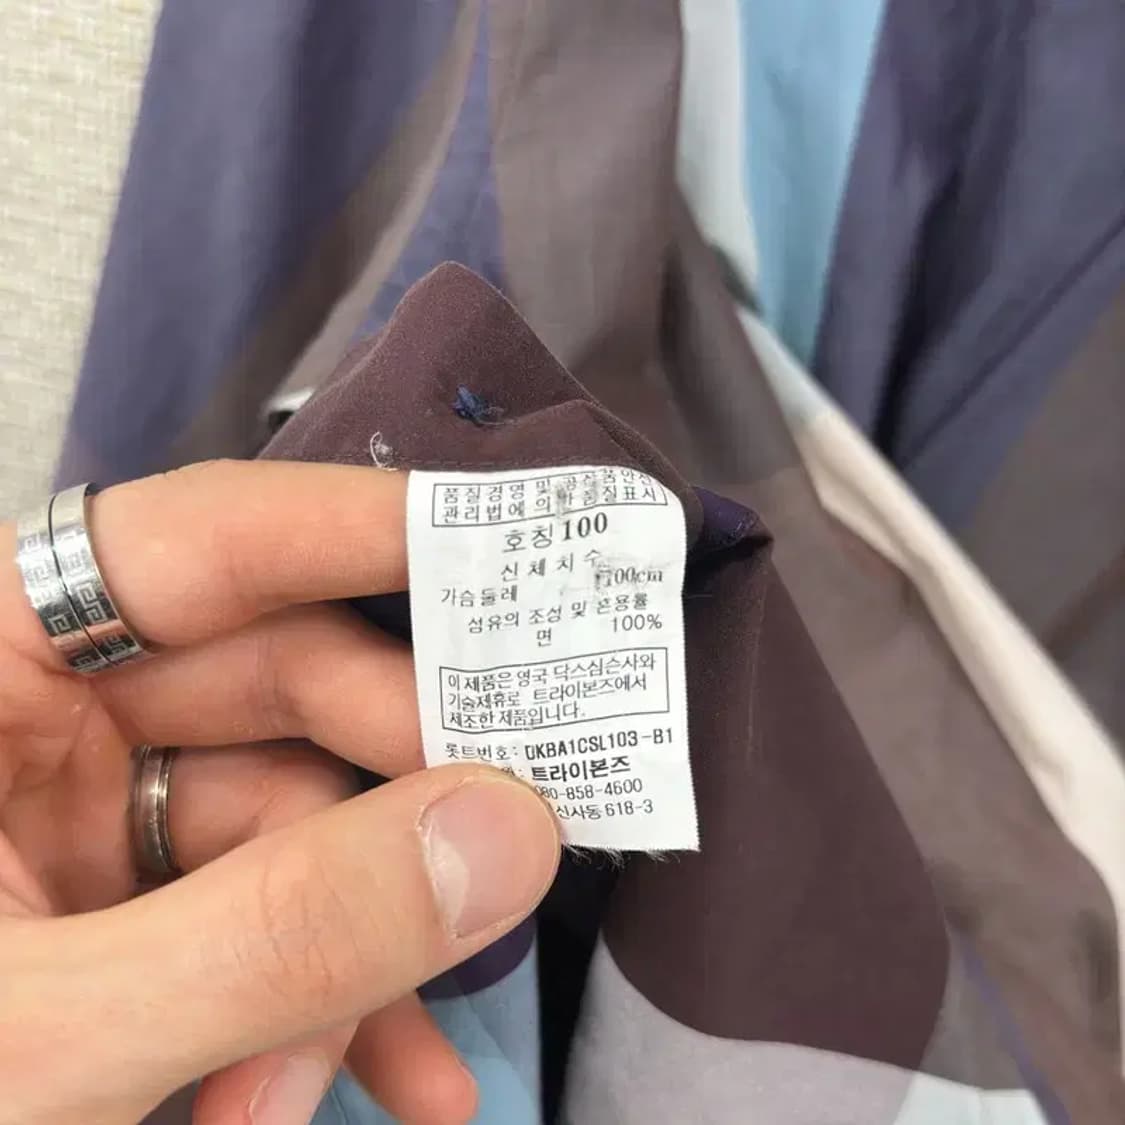 품질경영 및 공산품안전
관리법에 의한 품질표시
호칭 100
신체치수
가슴둘레 100cm
섬유의 조성 및 혼용률
면 100%
이 제품은 영국 닥스심슨사와
기술제휴로 트라이본즈에서
제조한 제품입니다.
롯트번호: DKBA1CSL103-B1
: 트라이본즈
080-858-4600
신사동 618-3